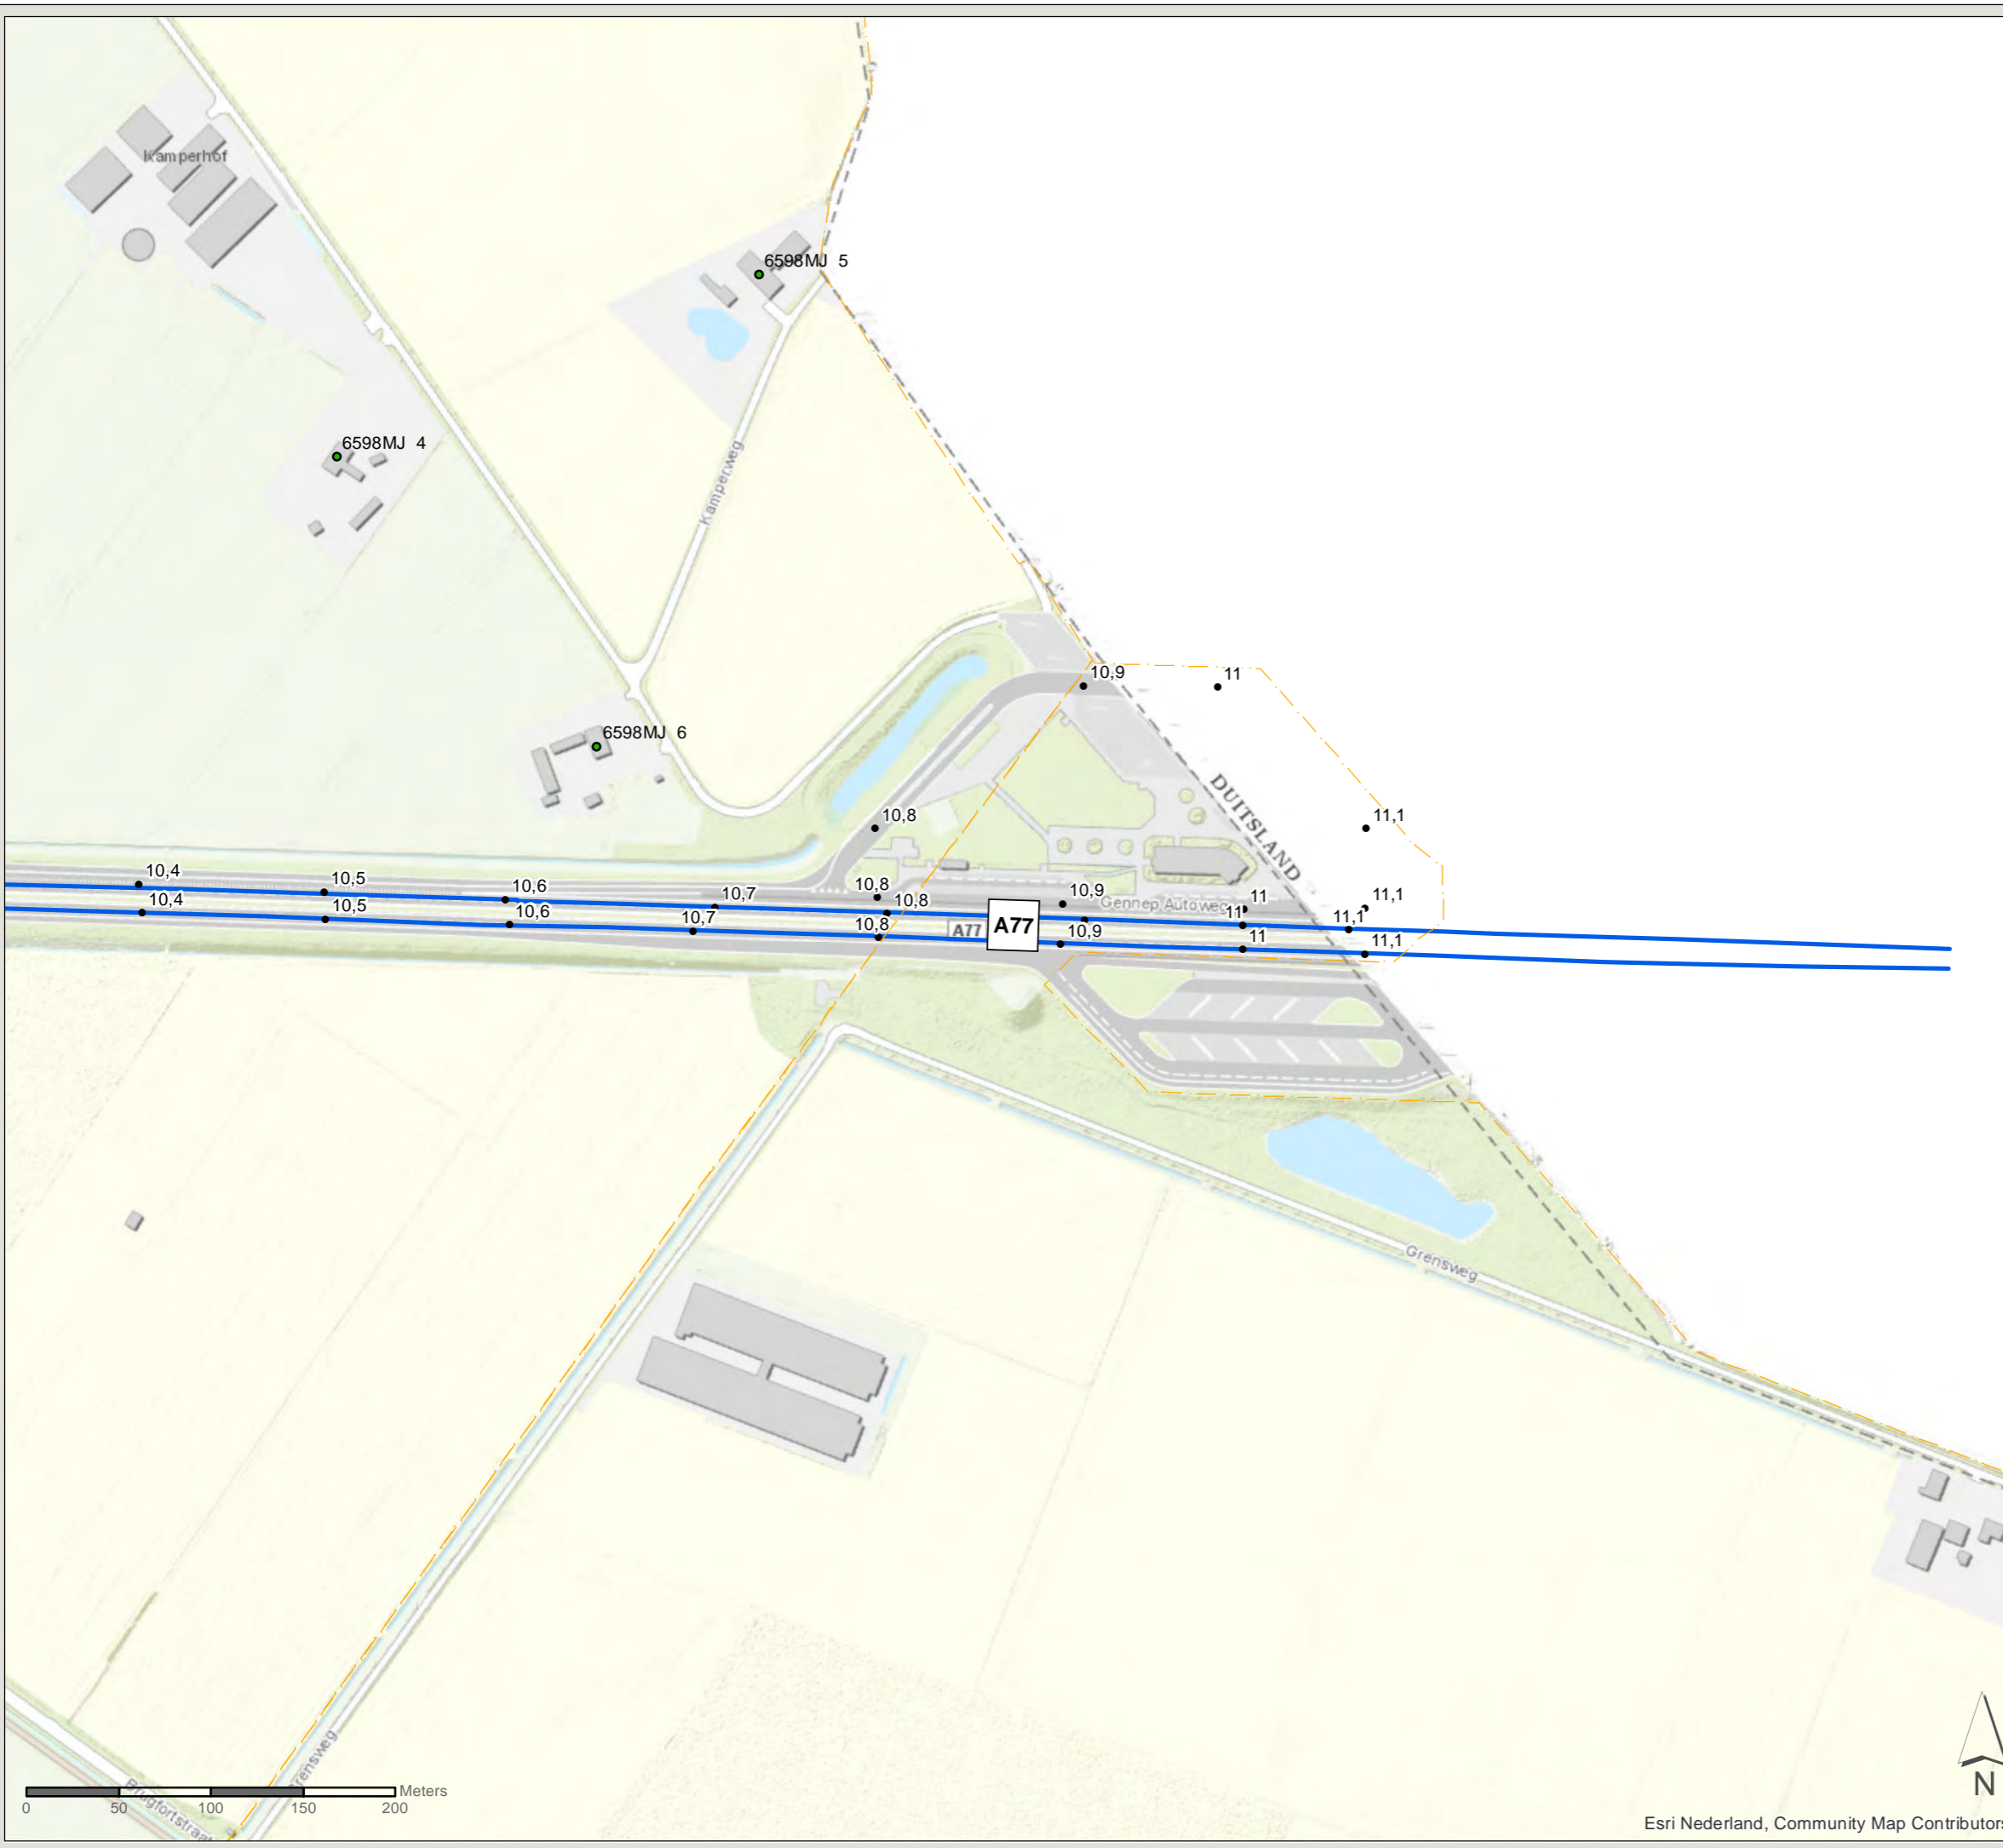 Kamperhof
6598MJ 5
6598MJ 4
Kamperweg
10,9
11
6598MJ 6
DUITSLAND
10,8
11,1
10,4
10,5
10,6
10,7
10,8
10,8
10,9
Gennep Autoweg
11
11,1
10,4
10,5
10,6
10,7
10,8
A77
A77
10,9
11
11
11,1
11,1
Grensweg
Grensweg
Brugfortstraat
Meters
0 50 100 150 200
N
Esri Nederland, Community Map Contributors